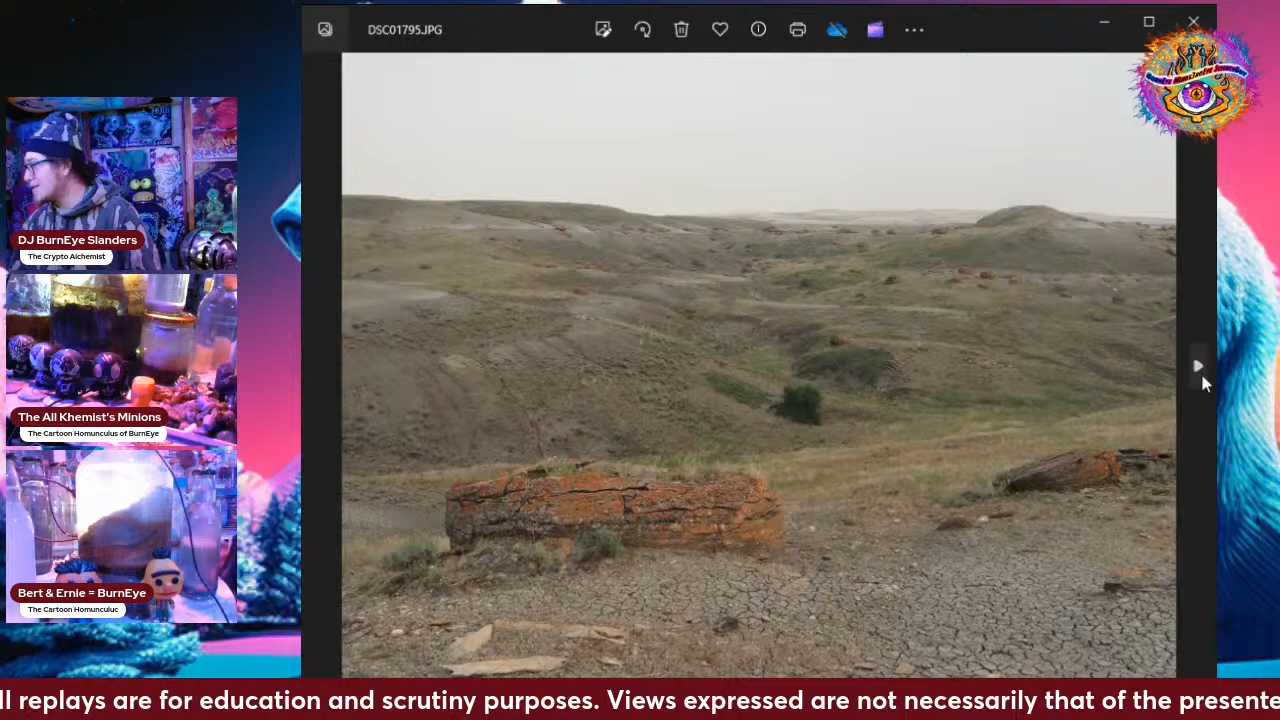 DSC01795.JPG
DJ BurnEye Slanders
The Crypto Alchemist
The All Khemist's Minions
The Cartoon Homunculus of BurnEye
Bert & Ernie = BurnEye
The Cartoon Homunculuc
ll replays are for education and scrutiny purposes. Views expressed are not necessarily that of the presente